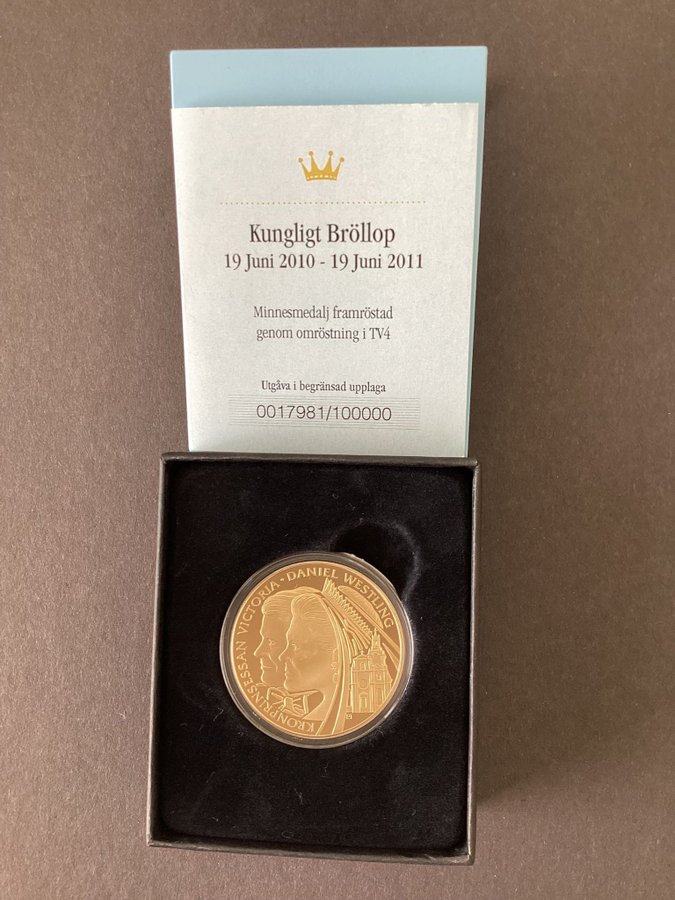 Kungligt Bröllop
19 Juni 2010 - 19 Juni 2011
Minnesmedalj framröstad
genom omröstning i TV4
Utgåva i begränsad upplaga
0017981/100000
KRONPRINSESSAN VICTORIA · DANIEL WESTLING